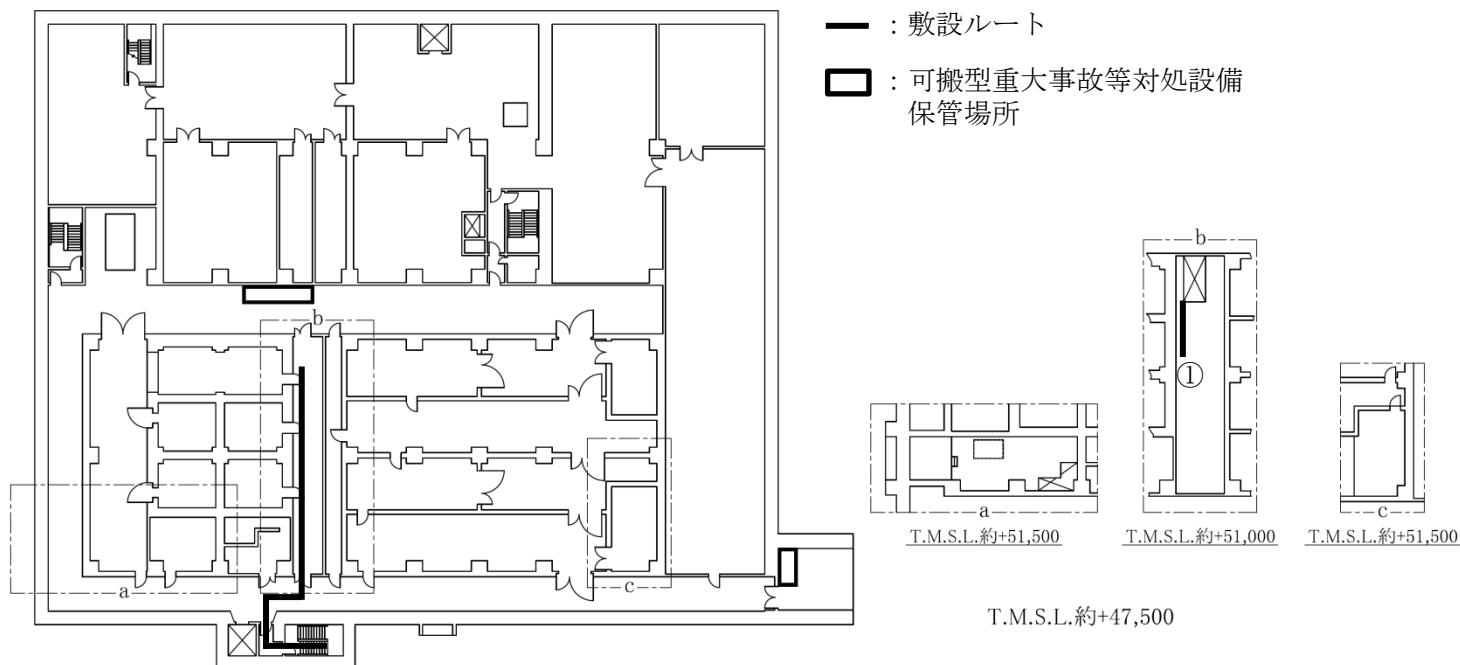 ：敷設ルート
：可搬型重大事故等対処設備
保管場所
b
a
c
a
T.M.S.L.約+51,500
b
①
T.M.S.L.約+51,000
c
T.M.S.L.約+51,500
T.M.S.L.約+47,500